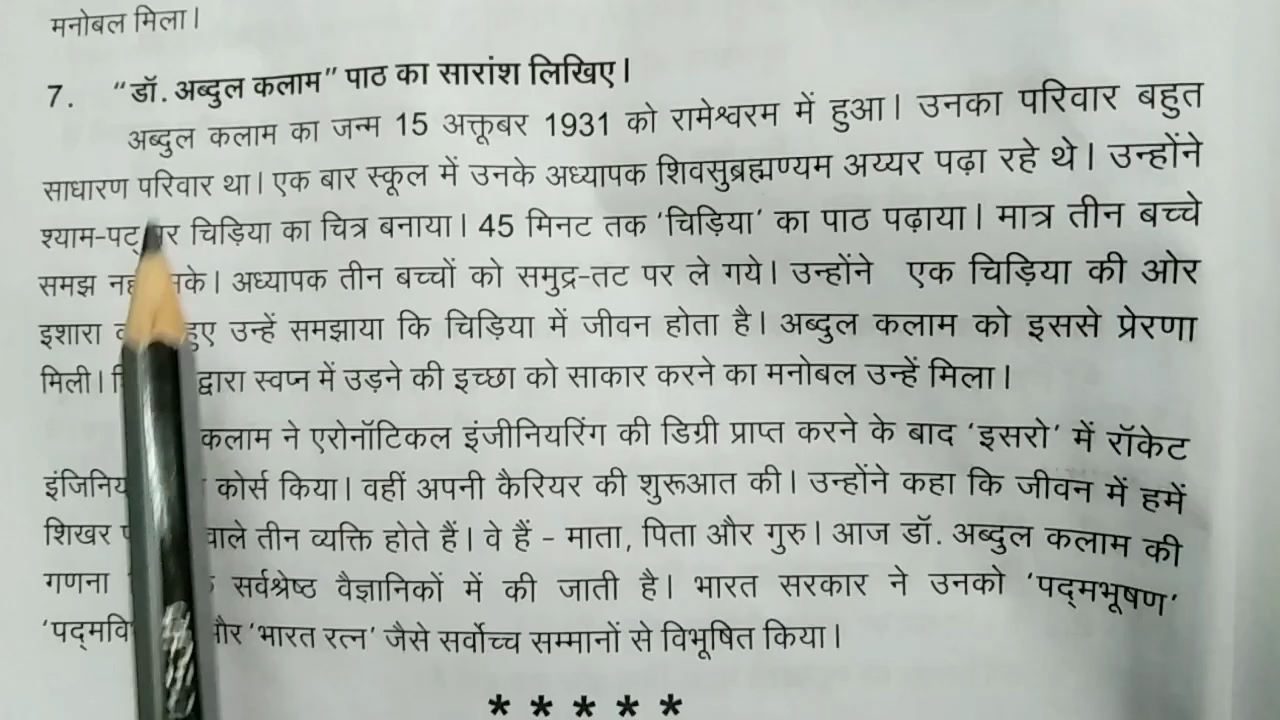 मनोबल मिला।
7. “डॉ. अब्दुल कलाम” पाठ का सारांश लिखिए।
अब्दुल कलाम का जन्म 15 अक्तूबर 1931 को रामेश्वरम में हुआ। उनका परिवार बहुत
साधारण परिवार था। एक बार स्कूल में उनके अध्यापक शिवसुब्रह्मण्यम अय्यर पढ़ा रहे थे। उन्होंने
श्याम-पट् पर चिड़िया का चित्र बनाया। 45 मिनट तक ‘चिड़िया’ का पाठ पढ़ाया। मात्र तीन बच्चे
समझ सके। अध्यापक तीन बच्चों को समुद्र-तट पर ले गये। उन्होंने एक चिड़िया की ओर
इशारा हुए उन्हें समझाया कि चिड़िया में जीवन होता है। अब्दुल कलाम को इससे प्रेरणा
मिली। द्वारा स्वप्न में उड़ने की इच्छा को साकार करने का मनोबल उन्हें मिला।
कलाम ने एरोनॉटिकल इंजीनियरिंग की डिग्री प्राप्त करने के बाद ‘इसरो’ में रॉकेट
कोर्स किया। वहीं अपनी कैरियर की शुरूआत की। उन्होंने कहा कि जीवन में हमें
शिखर वाले तीन व्यक्ति होते हैं। वे हैं – माता, पिता और गुरु। आज डॉ. अब्दुल कलाम की
गणना सर्वश्रेष्ठ वैज्ञानिकों में की जाती है। भारत सरकार ने उनको ‘पद्मभूषण’
और ‘भारत रत्न’ जैसे सर्वोच्च सम्मानों से विभूषित किया।
* * * * *